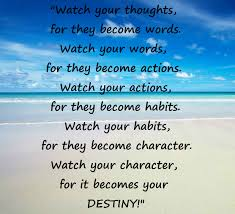 "Watch your thoughts,
for they become words.
Watch your words,
for they become actions.
Watch your actions,
for they become habits.
Watch your habits,
for they become character.
Watch your character,
for it becomes your
DESTINY!"